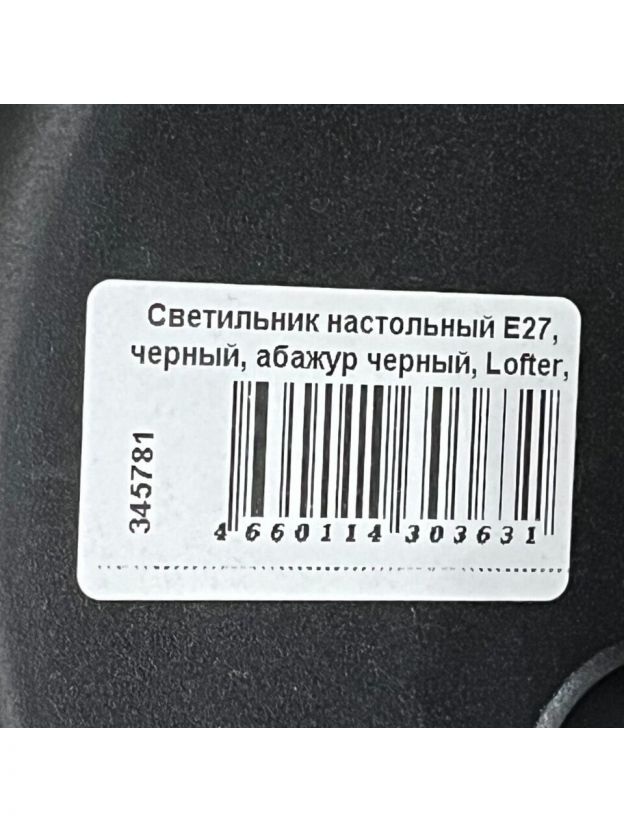 Светильник настольный E27,
черный, абажур черный, Lofter,
345781
4 660114 303631